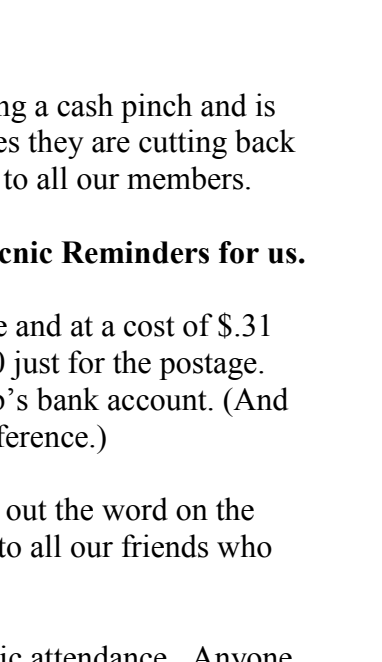 ng a cash pinch and is
es they are cutting back
to all our members.
cnic Reminders for us.
e and at a cost of $.31
0 just for the postage.
o's bank account. (And
ference.)
out the word on the
to all our friends who
ic attendance. Anyone